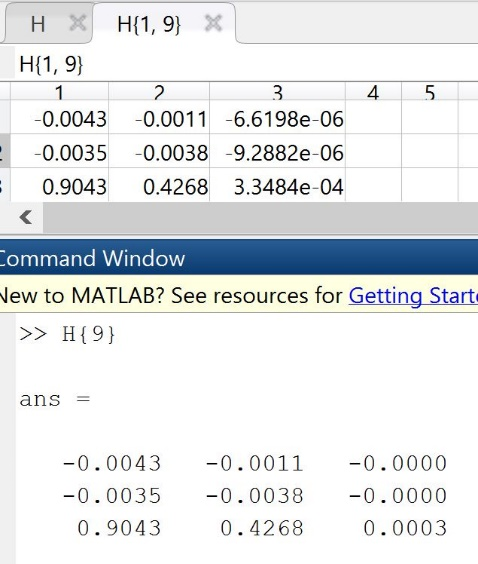 H H{1, 9}
H{1, 9}
1 2 3 4 5
-0.0043 -0.0011 -6.6198e-06
-0.0035 -0.0038 -9.2882e-06
0.9043 0.4268 3.3484e-04
Command Window
New to MATLAB? See resources for Getting Starte
>> H{9}
ans =
-0.0043 -0.0011 -0.0000
-0.0035 -0.0038 -0.0000
0.9043 0.4268 0.0003